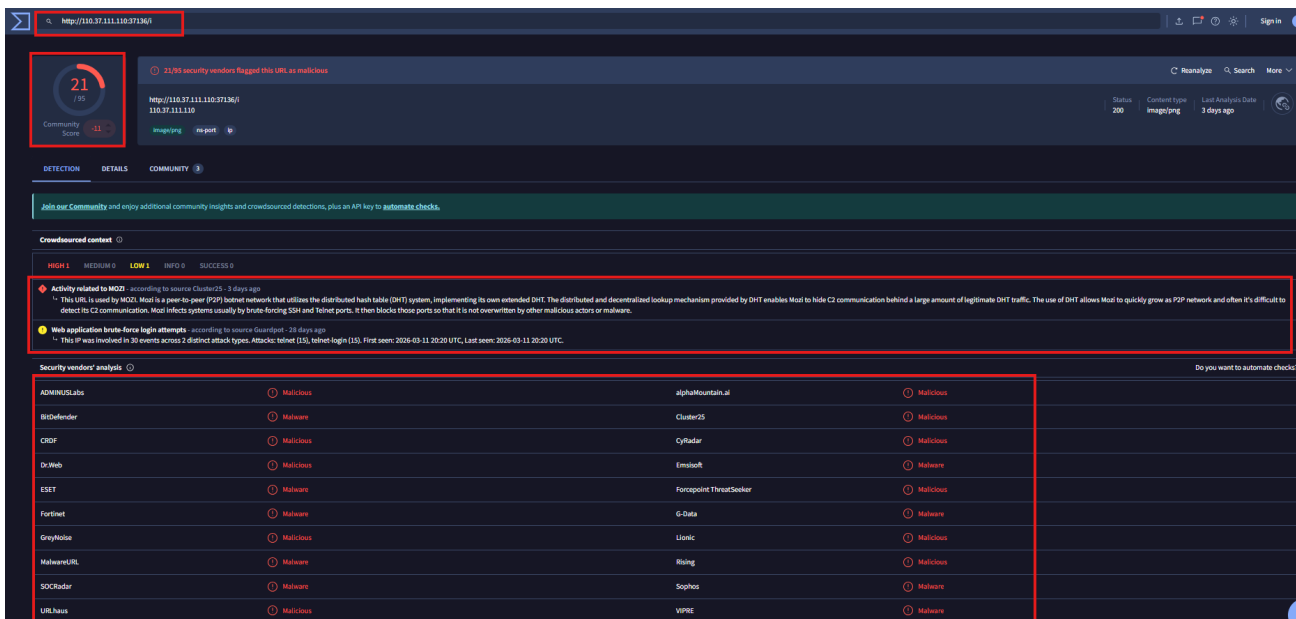 http://110.37.111.110:37136/i
Sign in
21
/ 95
Community Score
-11
21/95 security vendors flagged this URL as malicious
Reanalyze
Search
More
http://110.37.111.110:37136/i
110.37.111.110
image/png
ns-port
ip
Status
200
Content type
image/png
Last Analysis Date
3 days ago
DETECTION
DETAILS
COMMUNITY 3
Join our Community and enjoy additional community insights and crowdsourced detections, plus an API key to automate checks.
Crowdsourced context
HIGH 1 MEDIUM 0 LOW 1 INFO 0 SUCCESS 0
Activity related to MOZI - according to source Cluster25 - 3 days ago
This URL is used by MOZI. Mozi is a peer-to-peer (P2P) botnet network that utilizes the distributed hash table (DHT) system, implementing its own extended DHT. The distributed and decentralized lookup mechanism provided by DHT enables Mozi to hide C2 communication behind a large amount of legitimate DHT traffic. The use of DHT allows Mozi to quickly grow as P2P network and often it's difficult to
detect its C2 communication. Mozi infects systems usually by brute-forcing SSH and Telnet ports. It then blocks those ports so that it is not overwritten by other malicious actors or malware.
Web application brute-force login attempts - according to source Guardpot - 28 days ago
This IP was involved in 30 events across 2 distinct attack types. Attacks: telnet (15), telnet-login (15). First seen: 2026-03-11 20:20 UTC, Last seen: 2026-03-11 20:20 UTC.
Security vendors' analysis
Do you want to automate checks?
ADMINUSLabs Malicious alphaMountain.ai Malicious
BitDefender Malware Cluster25 Malicious
CRDF Malicious CyRadar Malicious
Dr.Web Malicious Emsisoft Malware
ESET Malware Forcepoint ThreatSeeker Malicious
Fortinet Malware G-Data Malware
GreyNoise Malicious Lionic Malicious
MalwareURL Malware Rising Malicious
SOCRadar Malware Sophos Malware
URLhaus Malicious VIPRE Malware